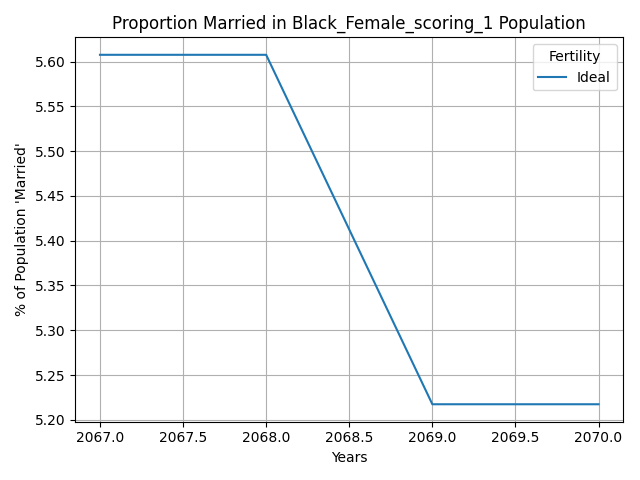 Proportion Married in Black_Female_scoring_1 Population
Fertility
Ideal
% of Population 'Married'
5.60
5.55
5.50
5.45
5.40
5.35
5.30
5.25
5.20
2067.0 2067.5 2068.0 2068.5 2069.0 2069.5 2070.0
Years